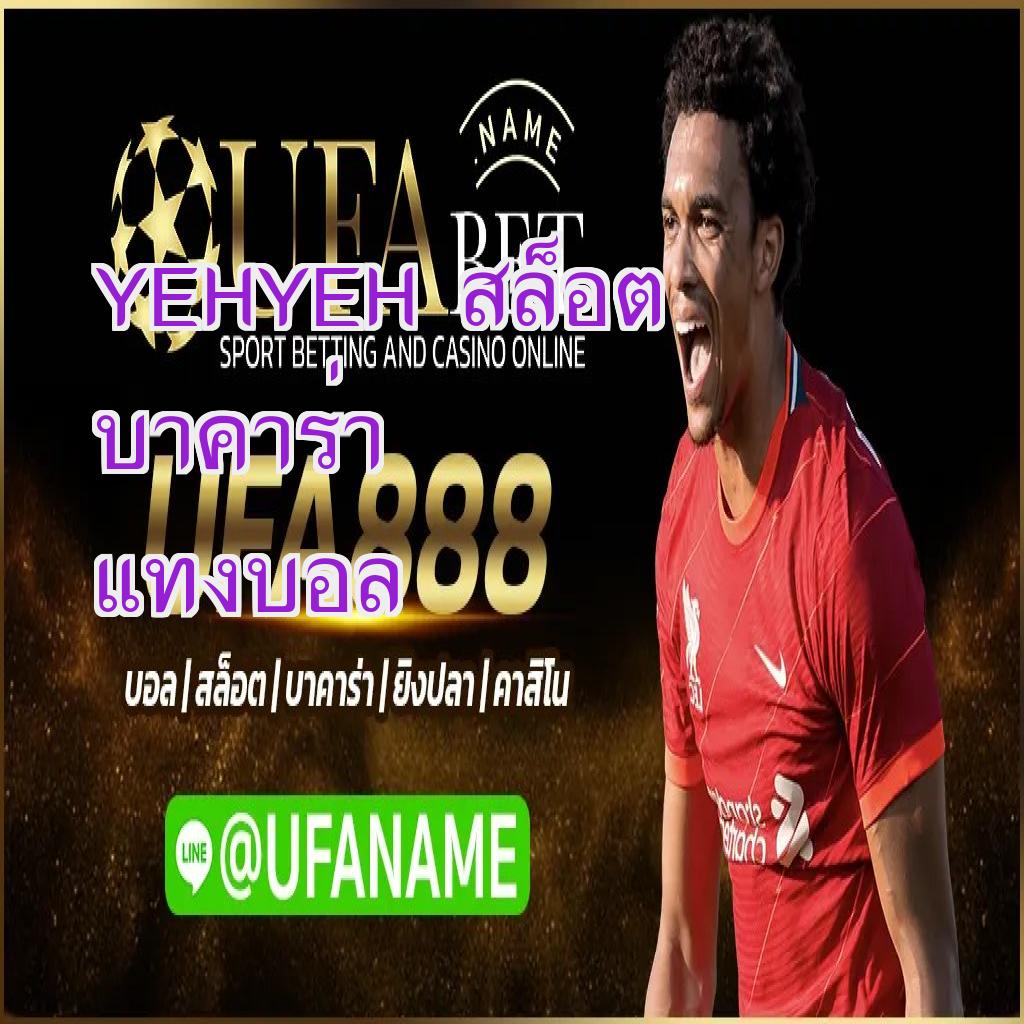 .NAME
UFABET
YEHYEH สล็อต
SPORT BETTING AND CASINO ONLINE
บาคาร่า
UFA888
แทงบอล
บอล|สล็อต|บาคาร่า|ยิงปลา|คาสิโน
LINE @UFANAME